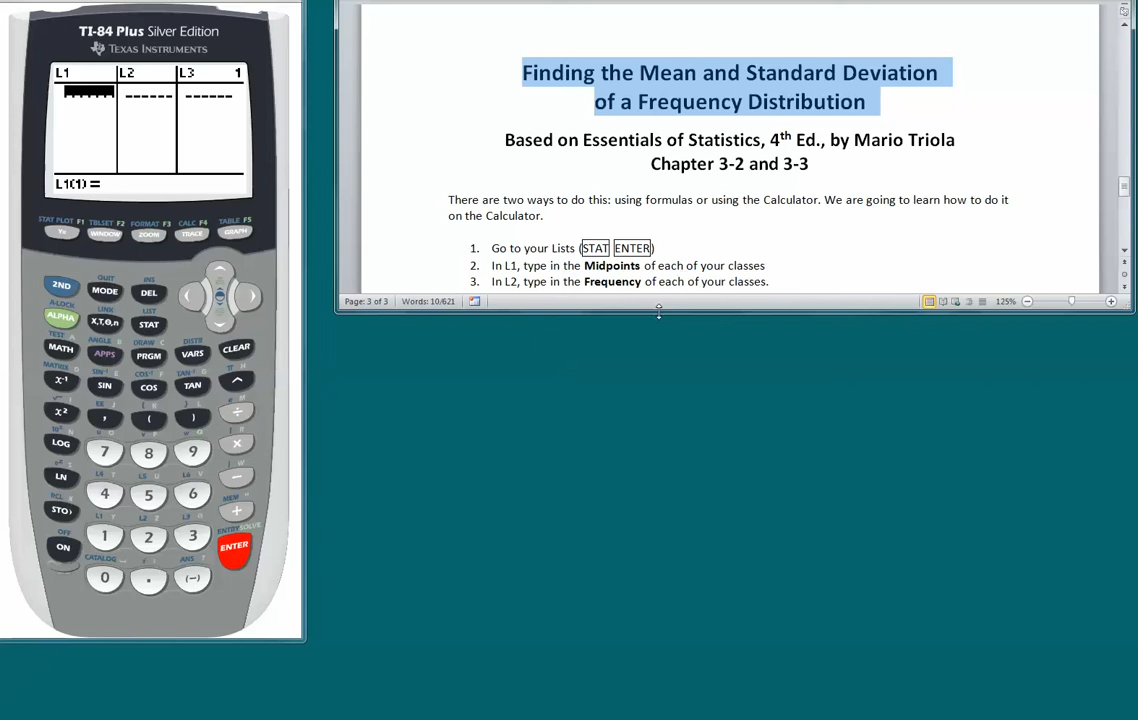 TI-84 Plus Silver Edition
TEXAS INSTRUMENTS
L1 L2 L3 1
------ ------
L1(1) =
STAT PLOT F1 TBLSET F2 FORMAT F3 CALC F4 TABLE F5
Y= WINDOW ZOOM TRACE GRAPH
QUIT INS
2ND MODE DEL
A-LOCK LINK LIST
ALPHA X,T,Θ,n STAT
TEST A ANGLE B DRAW C DISTR
MATH APPS PRGM VARS CLEAR
MATRIX D SIN⁻¹ E COS⁻¹ F TAN⁻¹ G π H
x⁻¹ SIN COS TAN ^
x² , ( ) ÷
LOG 7 8 9 ×
LN 4 5 6 −
RCL X L1 Y L2 Z L3 Θ MEM "
STO› 1 2 3 +
OFF CATALOG ANS ? ENTRY SOLVE
ON 0 . (−) ENTER
Finding the Mean and Standard Deviation
of a Frequency Distribution
Based on Essentials of Statistics, 4th Ed., by Mario Triola
Chapter 3-2 and 3-3
There are two ways to do this: using formulas or using the Calculator. We are going to learn how to do it
on the Calculator.
1. Go to your Lists (STAT ENTER)
2. In L1, type in the Midpoints of each of your classes
3. In L2, type in the Frequency of each of your classes.
Page: 3 of 3 Words: 10/621 125%